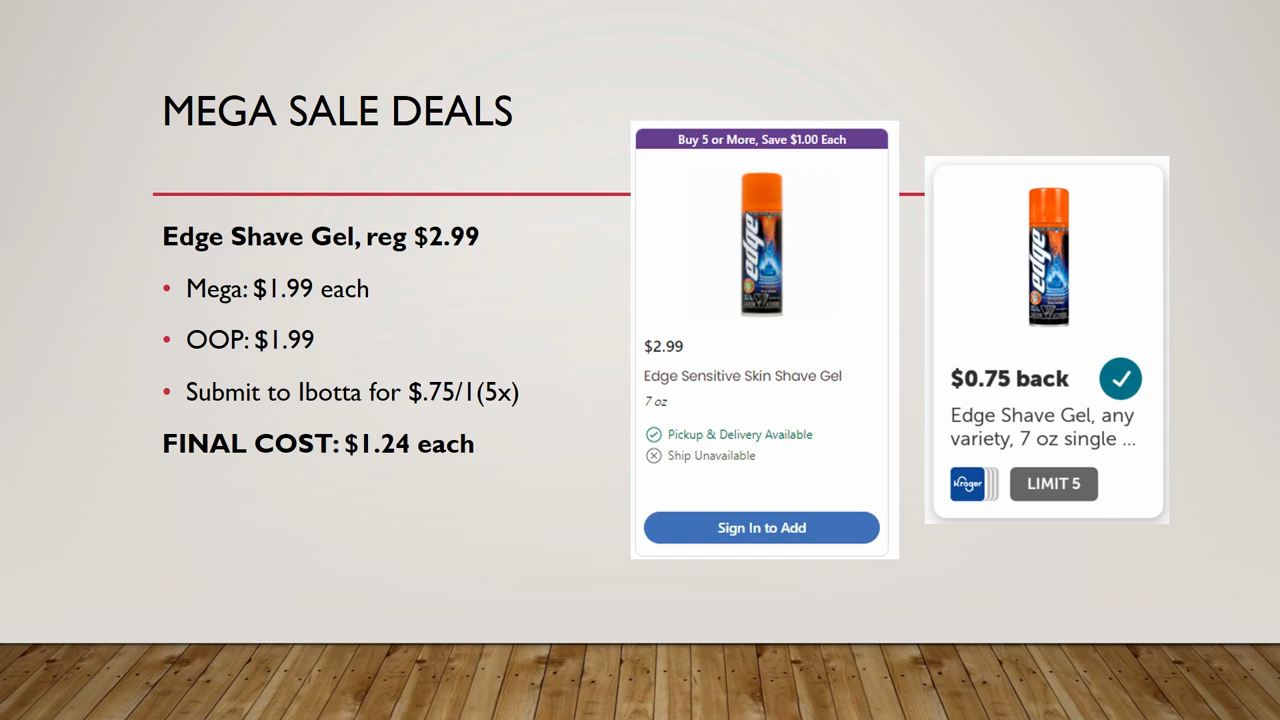 MEGA SALE DEALS
Edge Shave Gel, reg $2.99
• Mega: $1.99 each
• OOP: $1.99
• Submit to Ibotta for $.75/1(5x)
FINAL COST: $1.24 each
Buy 5 or More, Save $1.00 Each
edge
$2.99
Edge Sensitive Skin Shave Gel
7 oz
Pickup & Delivery Available
Ship Unavailable
Sign In to Add
edge
$0.75 back
Edge Shave Gel, any
variety, 7 oz single ...
Kroger
LIMIT 5